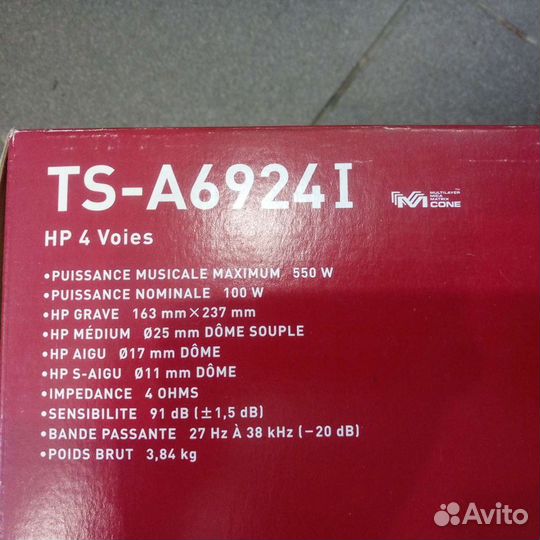 TS-A6924I
MULTILAYER
MICA
MATRIX
CONE
HP 4 Voies
•PUISSANCE MUSICALE MAXIMUM 550 W
•PUISSANCE NOMINALE 100 W
•HP GRAVE 163 mm×237 mm
•HP MÉDIUM Ø25 mm DÔME SOUPLE
•HP AIGU Ø17 mm DÔME
•HP S-AIGU Ø11 mm DÔME
•IMPEDANCE 4 OHMS
•SENSIBILITE 91 dB (±1,5 dB)
•BANDE PASSANTE 27 Hz À 38 kHz (−20 dB)
•POIDS BRUT 3,84 kg
Avito